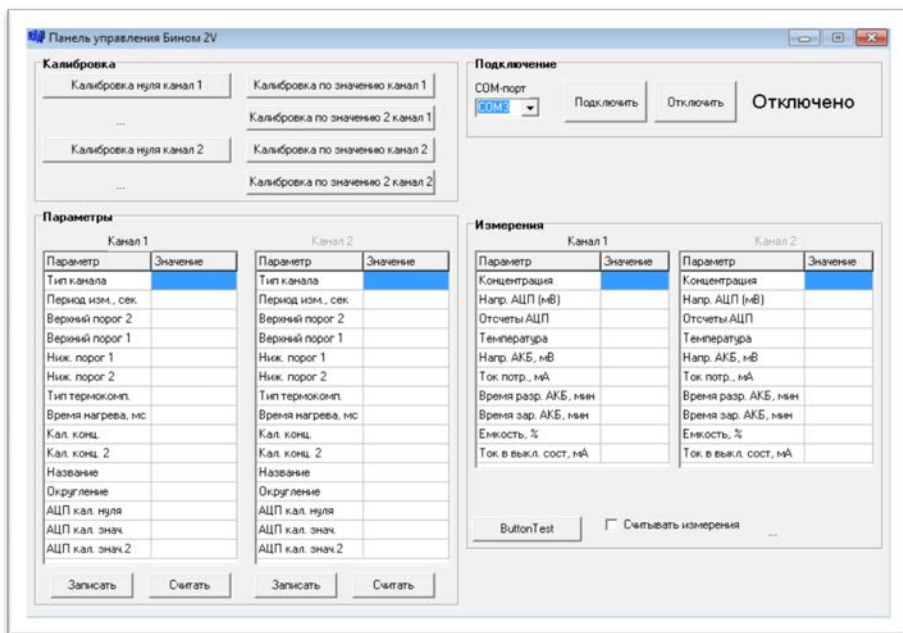 Панель управления Бином 2V
Калибровка
Калибровка нуля канал 1
Калибровка по значению канал 1
...
Калибровка по значению 2 канал 1
Калибровка нуля канал 2
Калибровка по значению канал 2
...
Калибровка по значению 2 канал 2
Подключение
COM-порт
COM3
Подключить
Отключить
Отключено
Параметры
Канал 1
Параметр Значение
Тип канала
Период изм., сек
Верхний порог 2
Верхний порог 1
Ниж. порог 1
Ниж. порог 2
Тип термокомп.
Время нагрева, мс
Кал. конц.
Кал. конц. 2
Название
Округление
АЦП кал. нуля
АЦП кал. знач.
АЦП кал. знач.2
Записать
Считать
Канал 2
Параметр Значение
Тип канала
Период изм., сек
Верхний порог 2
Верхний порог 1
Ниж. порог 1
Ниж. порог 2
Тип термокомп.
Время нагрева, мс
Кал. конц.
Кал. конц. 2
Название
Округление
АЦП кал. нуля
АЦП кал. знач.
АЦП кал. знач.2
Записать
Считать
Измерения
Канал 1
Параметр Значение
Концентрация
Напр. АЦП (мВ)
Отсчеты АЦП
Температура
Напр. АКБ, мВ
Ток потр., мА
Время разр. АКБ, мин
Время зар. АКБ, мин
Емкость, %
Ток в выкл. сост, мА
Канал 2
Параметр Значение
Концентрация
Напр. АЦП (мВ)
Отсчеты АЦП
Температура
Напр. АКБ, мВ
Ток потр., мА
Время разр. АКБ, мин
Время зар. АКБ, мин
Емкость, %
Ток в выкл. сост, мА
ButtonTest
Считывать измерения
...